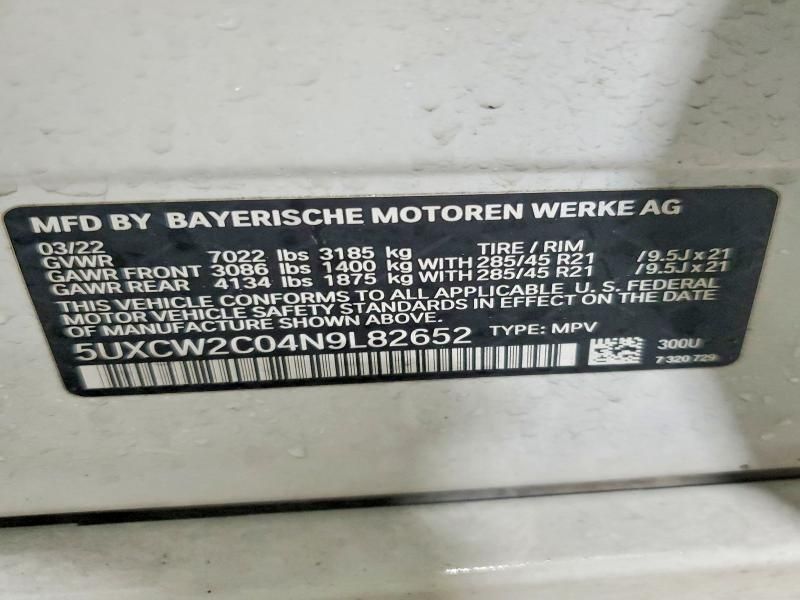 MFD BY BAYERISCHE MOTOREN WERKE AG
03/22 TIRE / RIM
GVWR 7022 lbs 3185 kg
GAWR FRONT 3086 lbs 1400 kg WITH 285/45 R21 /9.5J x 21
GAWR REAR 4134 lbs 1875 kg WITH 285/45 R21 /9.5J x 21
THIS VEHICLE CONFORMS TO ALL APPLICABLE U. S. FEDERAL
MOTOR VEHICLE SAFETY STANDARDS IN EFFECT ON THE DATE
OF MANUFACTURE SHOWN ABOVE.
5UXCW2C04N9L82652 TYPE: MPV
300U
7 320 729